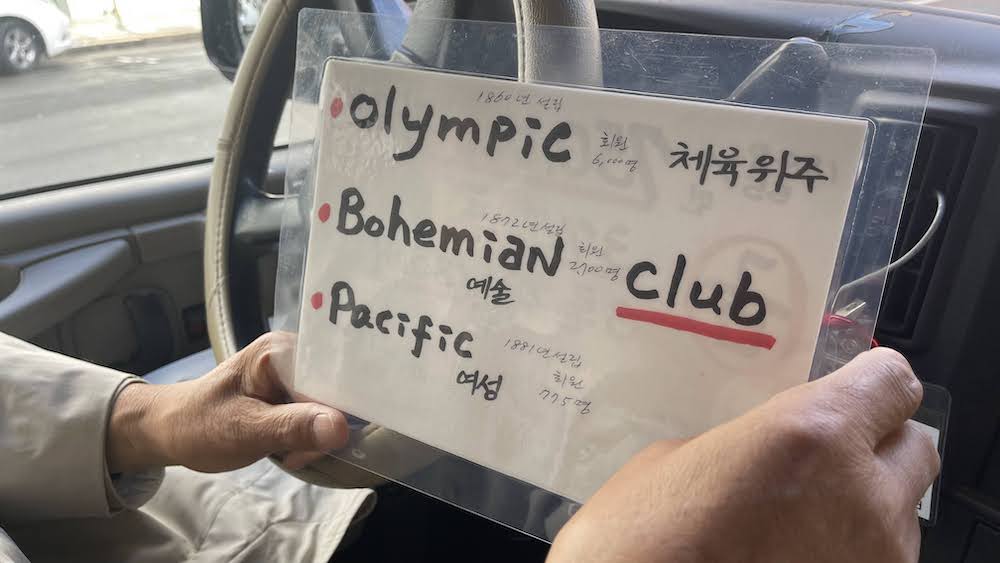 1860년 설립
• Olympic 회원 6,000명 체육위주
1872년 설립
• Bohemian 회원 2,700명 Club
예술
• Pacific 1881년 설립
여성 회원
775명